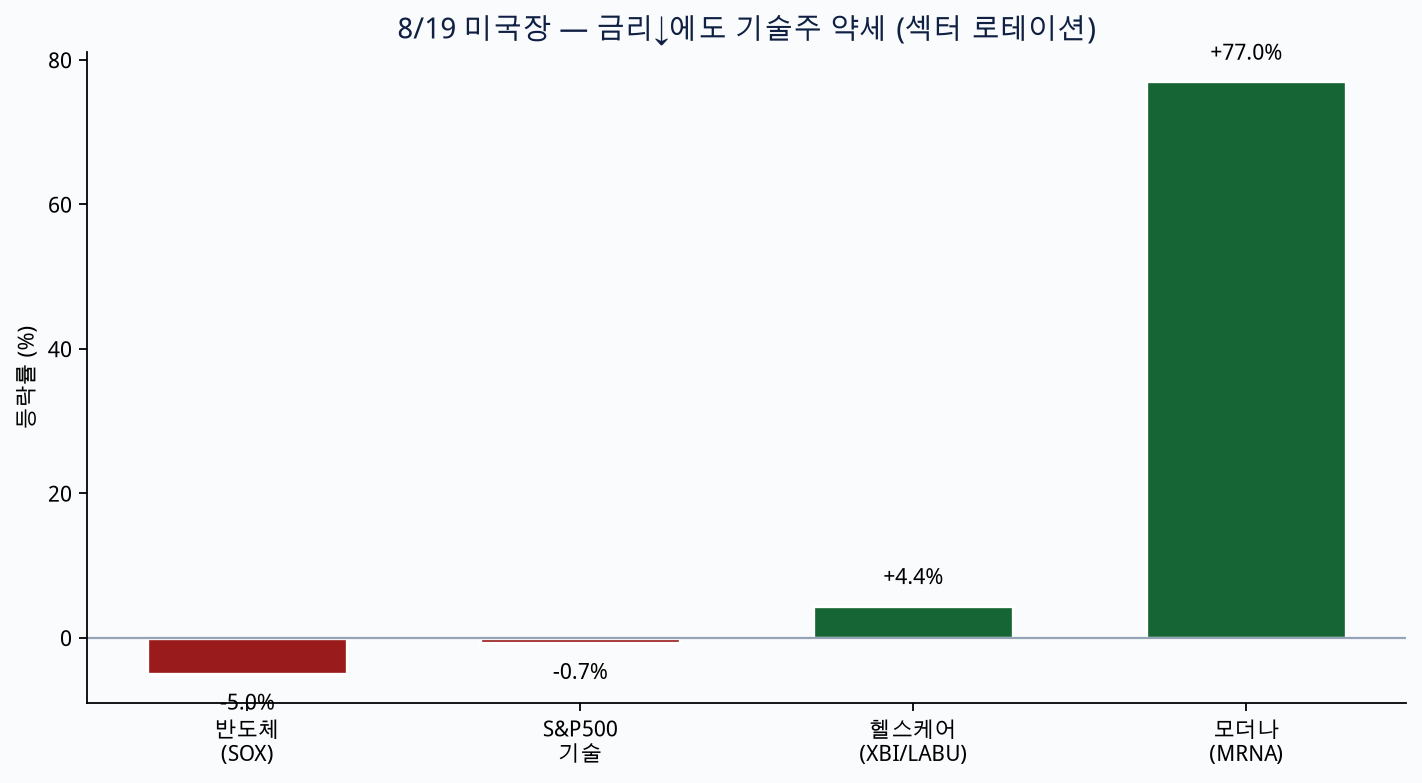 8/19 미국장 — 금리↓에도 기술주 약세 (섹터 로테이션)
등락률 (%)
80
60
40
20
0
+77.0%
+4.4%
-0.7%
-5.0%
반도체
(SOX)
S&P500
기술
헬스케어
(XBI/LABU)
모더나
(MRNA)